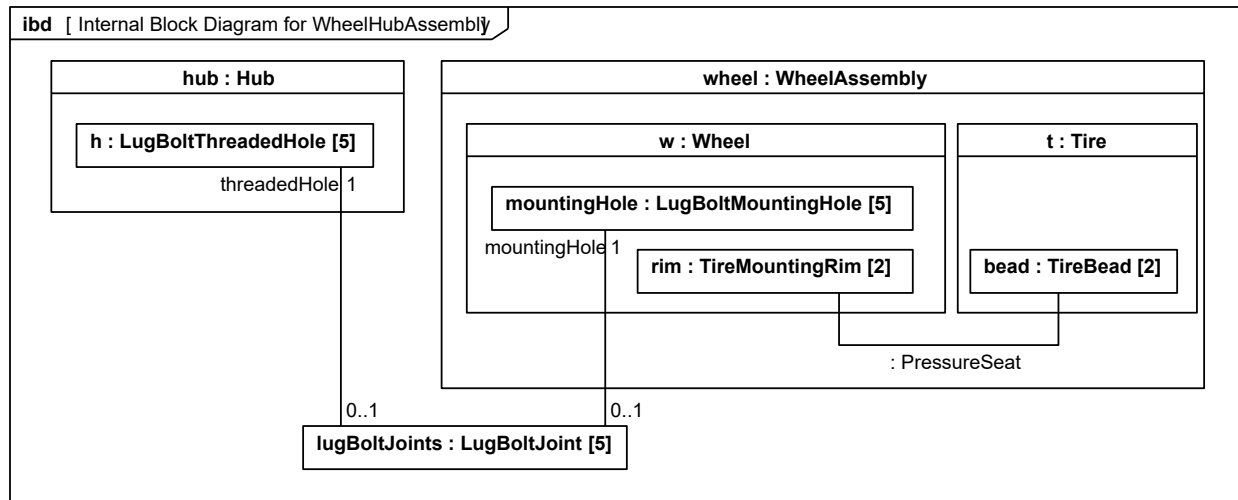 ibd [ Internal Block Diagram for WheelHubAssembly]
hub : Hub
wheel : WheelAssembly
h : LugBoltThreadedHole [5]
w : Wheel
t : Tire
threadedHole 1
mountingHole : LugBoltMountingHole [5]
mountingHole 1
rim : TireMountingRim [2]
bead : TireBead [2]
: PressureSeat
0..1
0..1
lugBoltJoints : LugBoltJoint [5]